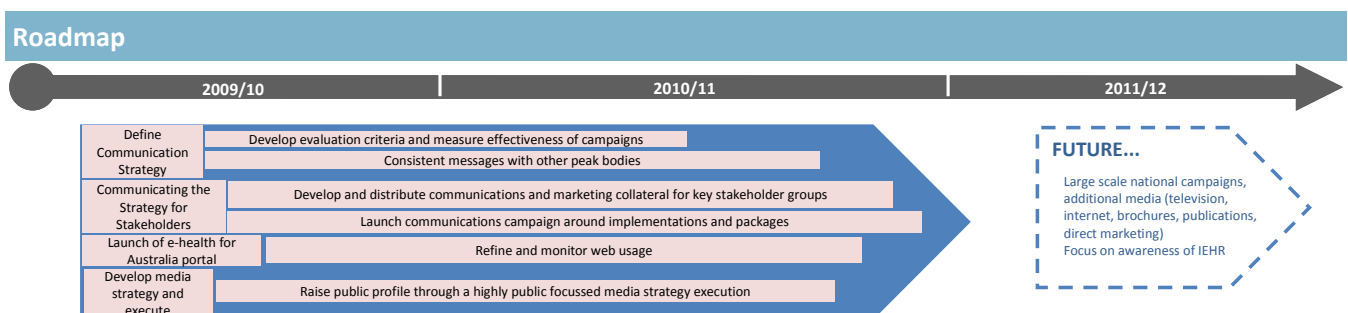 Roadmap
2009/10
2010/11
2011/12
Define
Communication
Strategy
Develop evaluation criteria and measure effectiveness of campaigns
Consistent messages with other peak bodies
Communicating the
Strategy for
Stakeholders
Develop and distribute communications and marketing collateral for key stakeholder groups
Launch communications campaign around implementations and packages
Launch of e-health for
Australia portal
Refine and monitor web usage
Develop media
strategy and
execute
Raise public profile through a highly public focussed media strategy execution
FUTURE...
Large scale national campaigns,
additional media (television,
internet, brochures, publications,
direct marketing)
Focus on awareness of IEHR